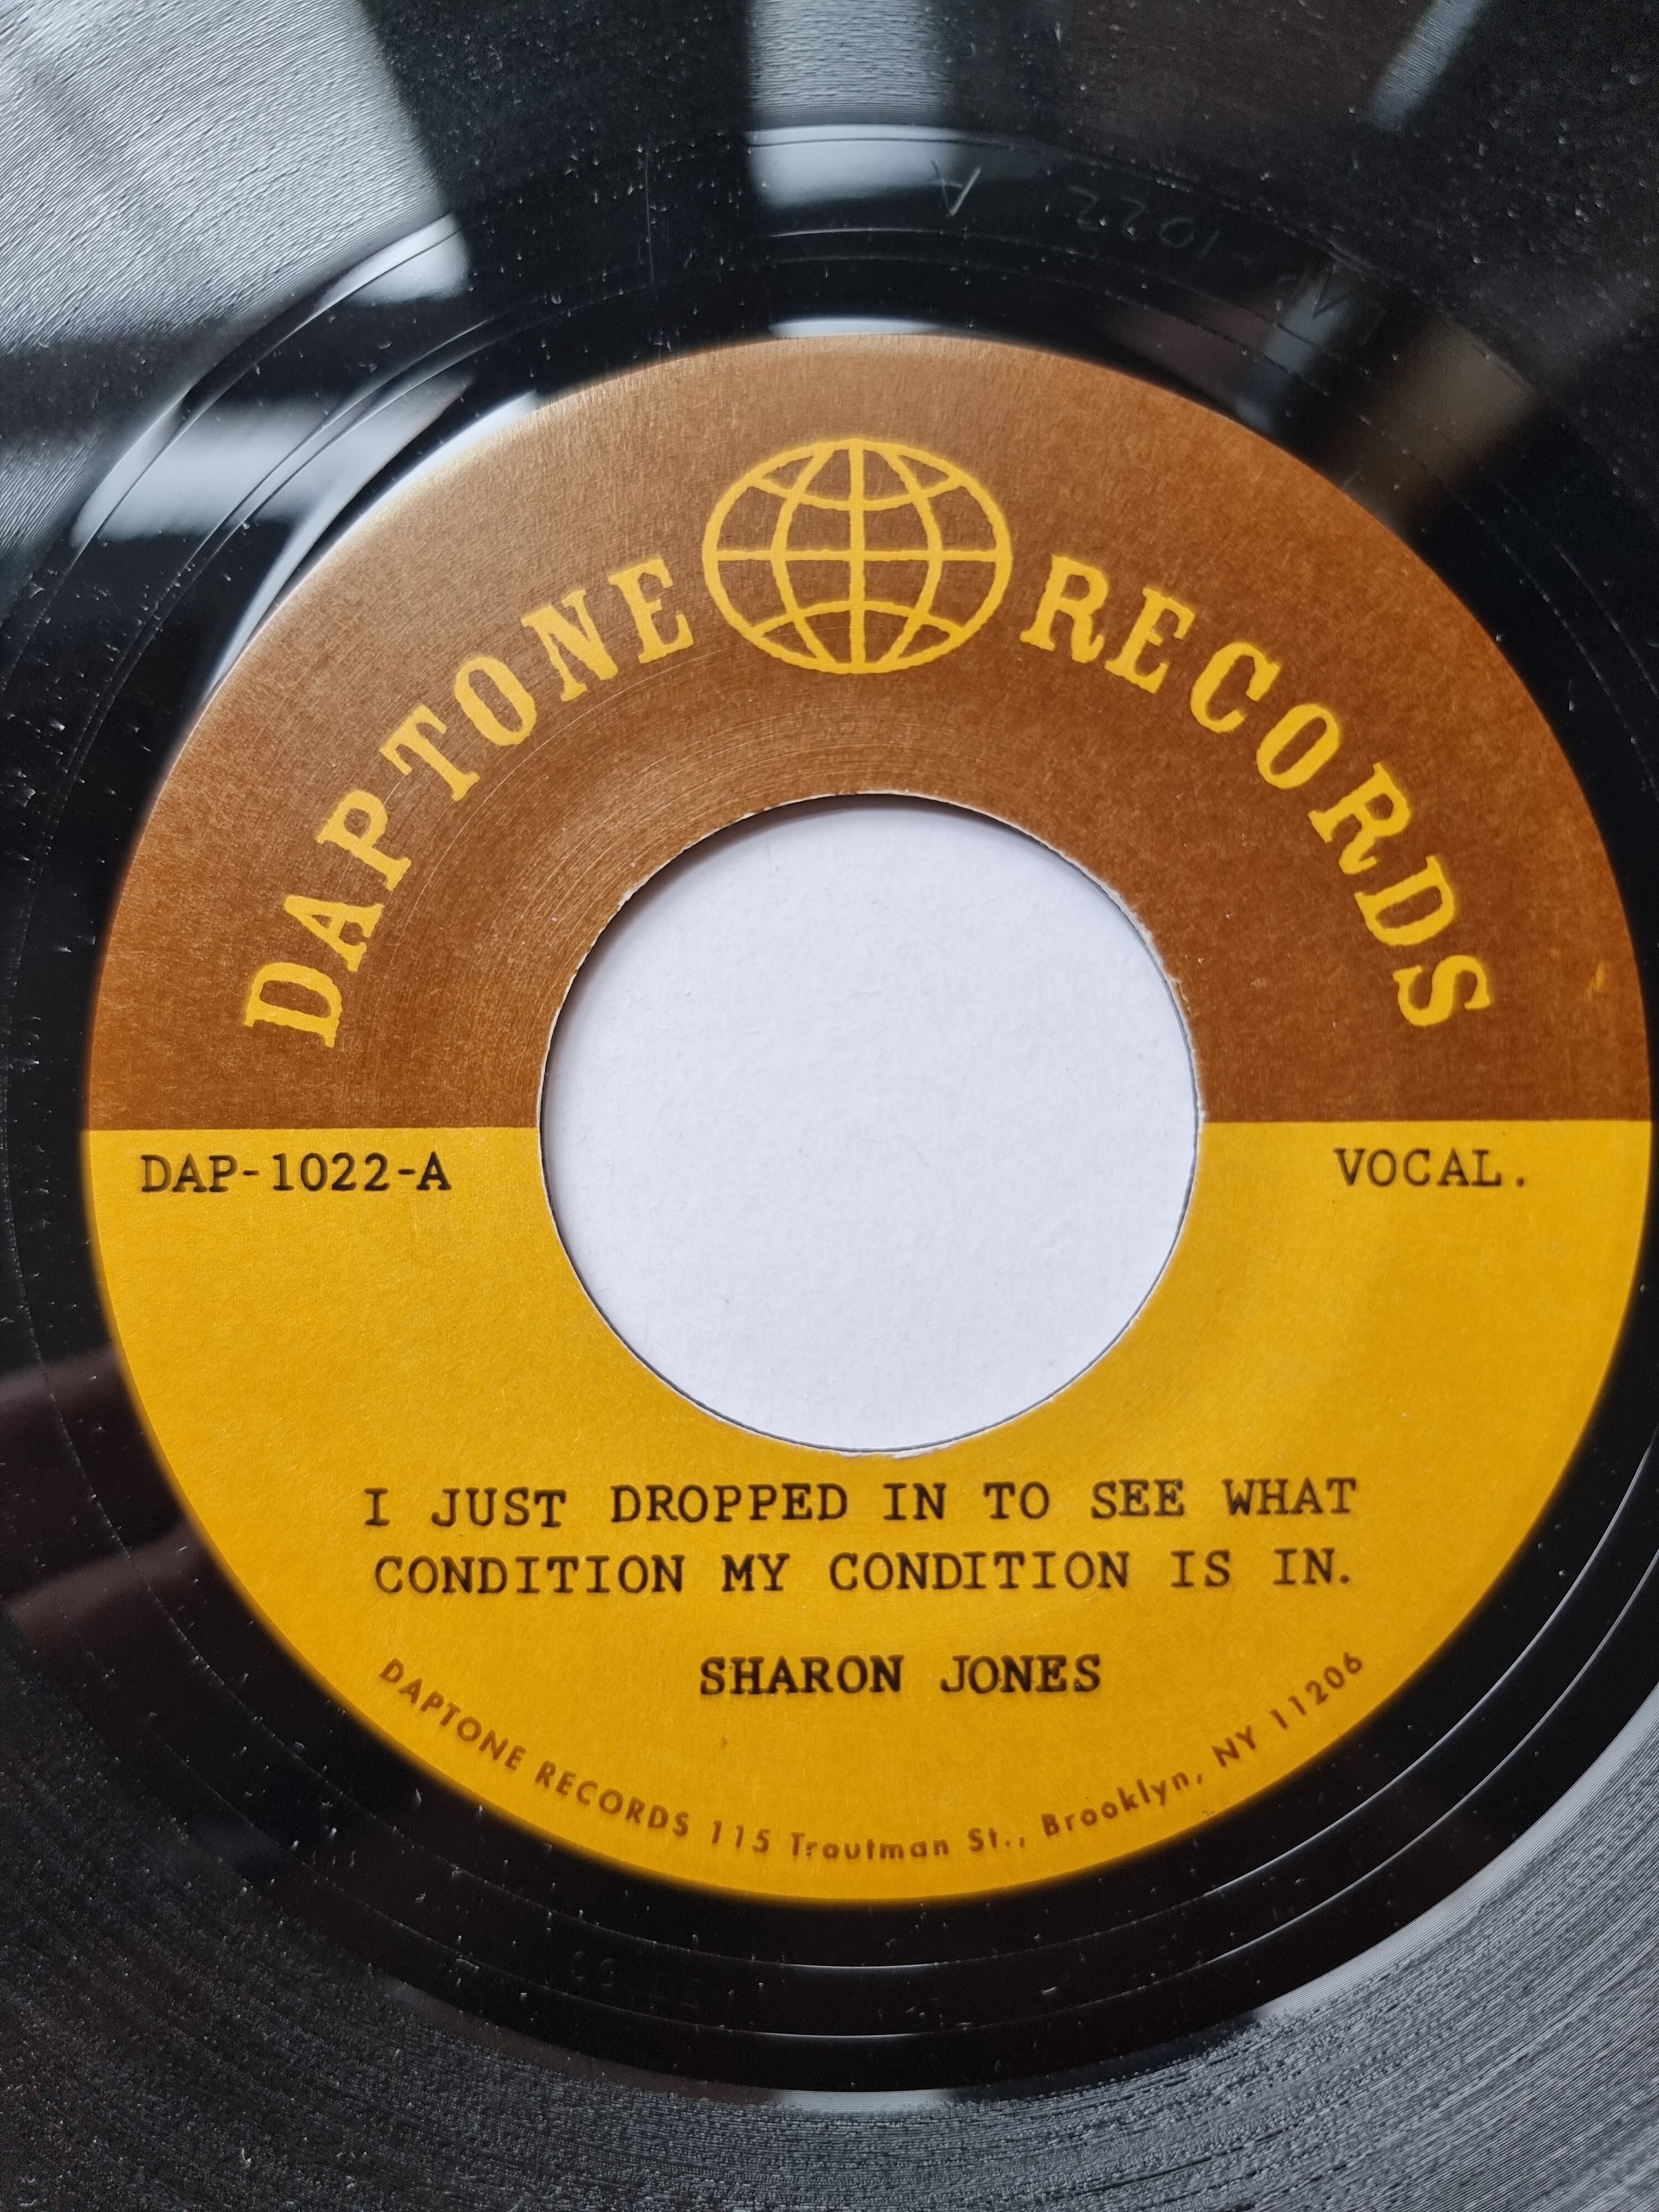 1022 A
DAPTONE RECORDS
DAP-1022-A
VOCAL.
I JUST DROPPED IN TO SEE WHAT
CONDITION MY CONDITION IS IN.
SHARON JONES
DAPTONE RECORDS 115 Troutman St., Brooklyn, NY 11206